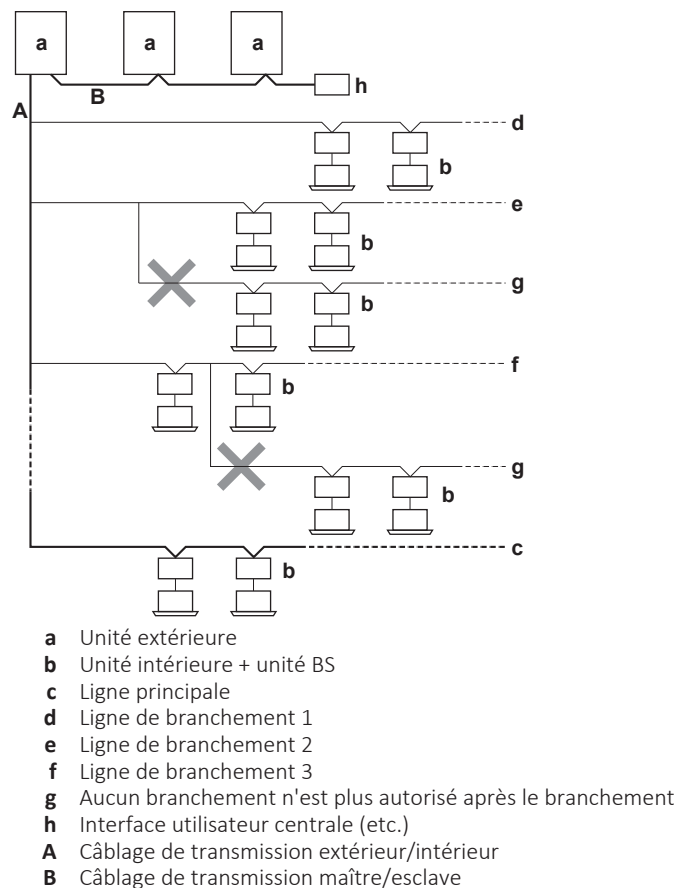 a a a
B h
A
d
b
e
b
g
b
f
b
g
b
c
b
a Unité extérieure
b Unité intérieure + unité BS
c Ligne principale
d Ligne de branchement 1
e Ligne de branchement 2
f Ligne de branchement 3
g Aucun branchement n'est plus autorisé après le branchement
h Interface utilisateur centrale (etc.)
A Câblage de transmission extérieur/intérieur
B Câblage de transmission maître/esclave